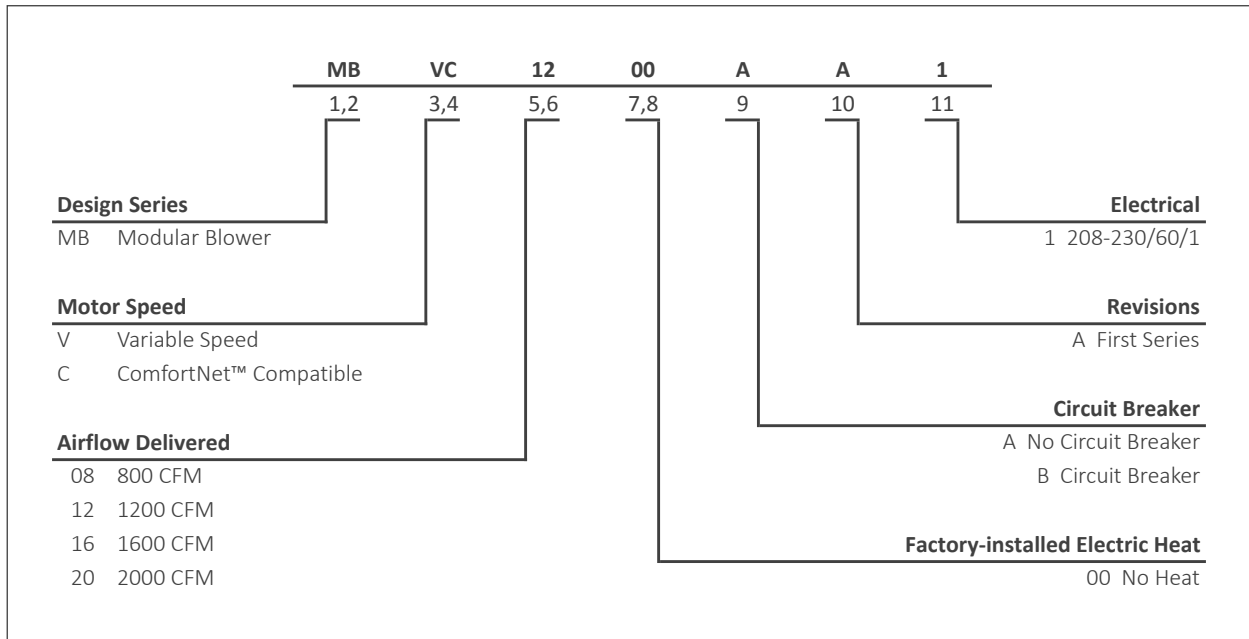 MB VC 12 00 A A 1
1,2 3,4 5,6 7,8 9 10 11
Design Series
MB Modular Blower
Motor Speed
V Variable Speed
C ComfortNet™ Compatible
Airflow Delivered
08 800 CFM
12 1200 CFM
16 1600 CFM
20 2000 CFM
Electrical
1 208-230/60/1
Revisions
A First Series
Circuit Breaker
A No Circuit Breaker
B Circuit Breaker
Factory-installed Electric Heat
00 No Heat